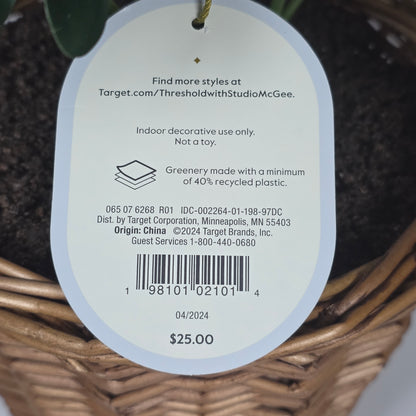 Find more styles at
Target.com/ThresholdwithStudioMcGee.
Indoor decorative use only.
Not a toy.
Greenery made with a minimum
of 40% recycled plastic.
065 07 6268 R01 IDC-002264-01-198-97DC
Dist. by Target Corporation, Minneapolis, MN 55403
Origin: China ©2024 Target Brands, Inc.
Guest Services 1-800-440-0680
1 98101 02101 4
04/2024
$25.00